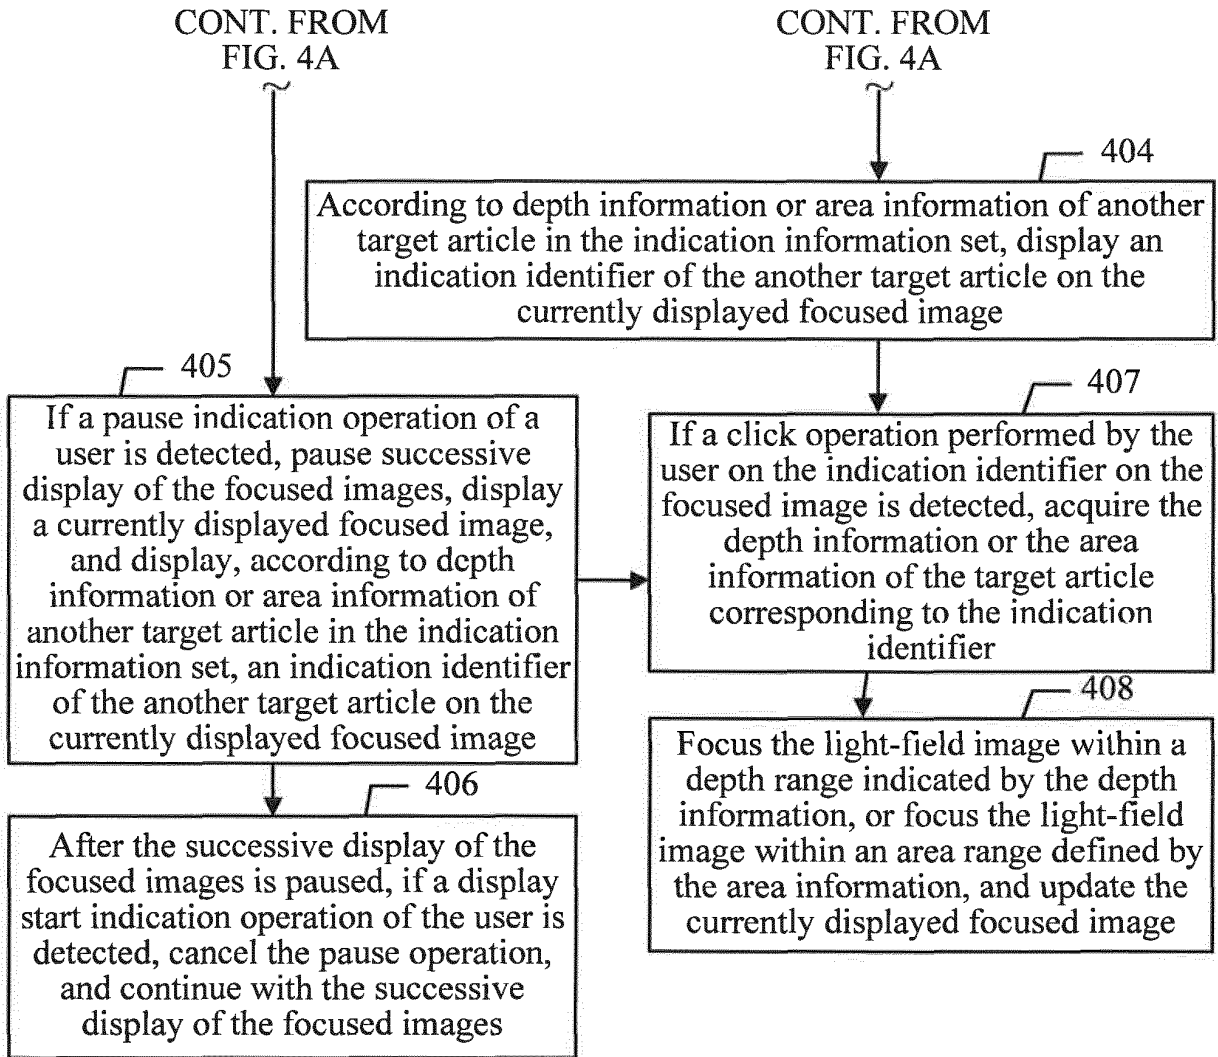 CONT. FROM
FIG. 4A
CONT. FROM
FIG. 4A
404
According to depth information or area information of another
target article in the indication information set, display an
indication identifier of the another target article on the
currently displayed focused image
405
If a pause indication operation of a
user is detected, pause successive
display of the focused images, display
a currently displayed focused image,
and display, according to depth
information or area information of
another target article in the indication
information set, an indication identifier
of the another target article on the
currently displayed focused image
407
If a click operation performed by the
user on the indication identifier on the
focused image is detected, acquire the
depth information or the area
information of the target article
corresponding to the indication
identifier
406
After the successive display of the
focused images is paused, if a display
start indication operation of the user is
detected, cancel the pause operation,
and continue with the successive
display of the focused images
408
Focus the light-field image within a
depth range indicated by the depth
information, or focus the light-field
image within an area range defined by
the area information, and update the
currently displayed focused image